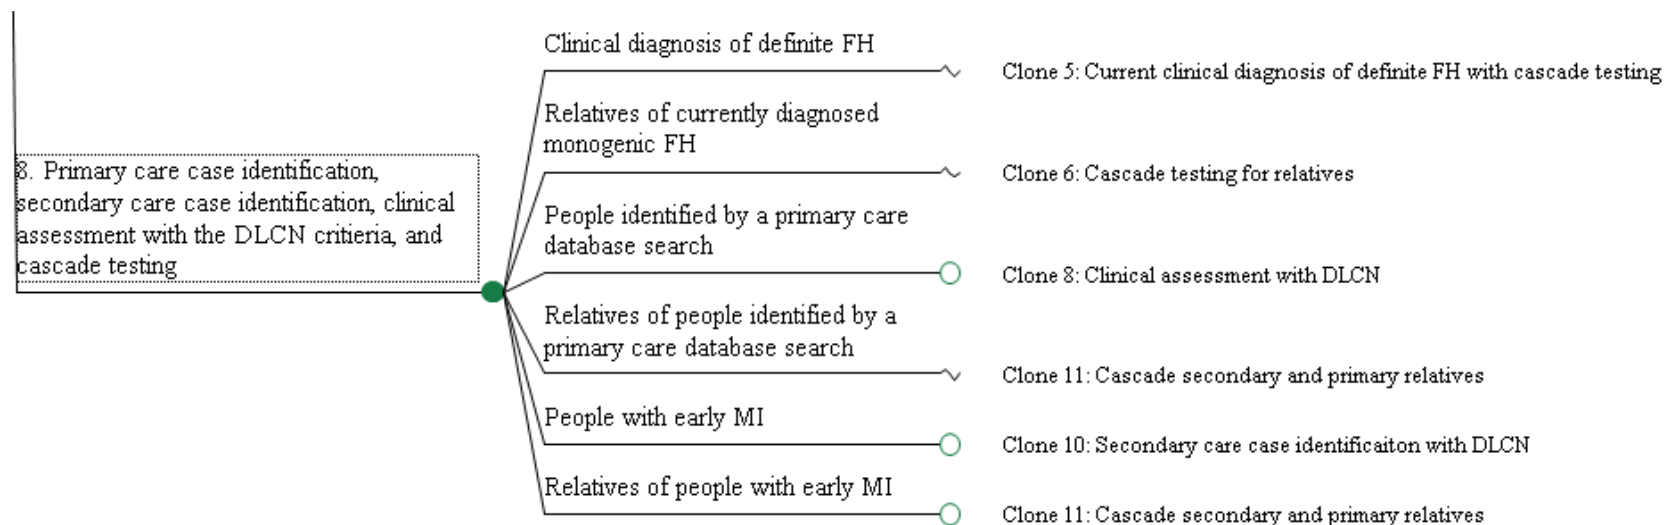 8. Primary care case identification,
secondary care case identification, clinical
assessment with the DLCN critieria, and
cascade testing
Clinical diagnosis of definite FH
Clone 5: Current clinical diagnosis of definite FH with cascade testing
Relatives of currently diagnosed
monogenic FH
Clone 6: Cascade testing for relatives
People identified by a primary care
database search
Clone 8: Clinical assessment with DLCN
Relatives of people identified by a
primary care database search
Clone 11: Cascade secondary and primary relatives
People with early MI
Clone 10: Secondary care case identificaiton with DLCN
Relatives of people with early MI
Clone 11: Cascade secondary and primary relatives